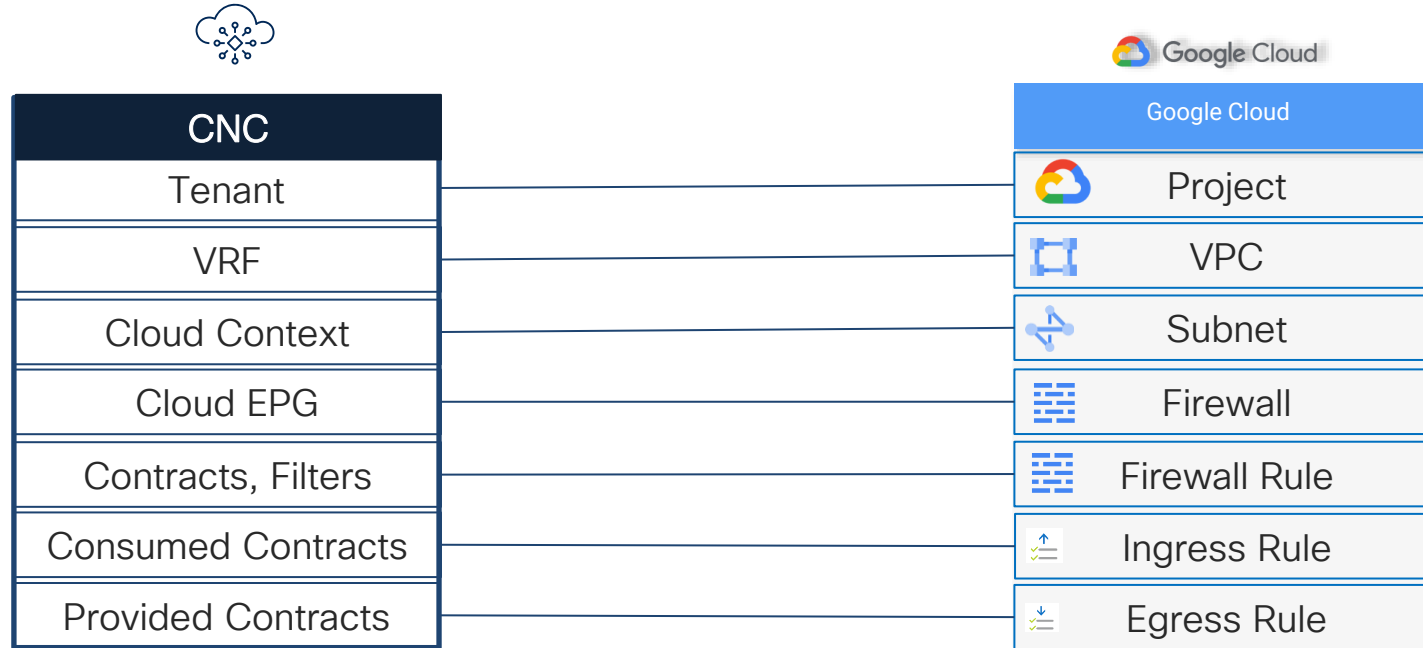 Google Cloud
CNC
Google Cloud
Tenant
Project
VRF
VPC
Cloud Context
Subnet
Cloud EPG
Firewall
Contracts, Filters
Firewall Rule
Consumed Contracts
Ingress Rule
Provided Contracts
Egress Rule